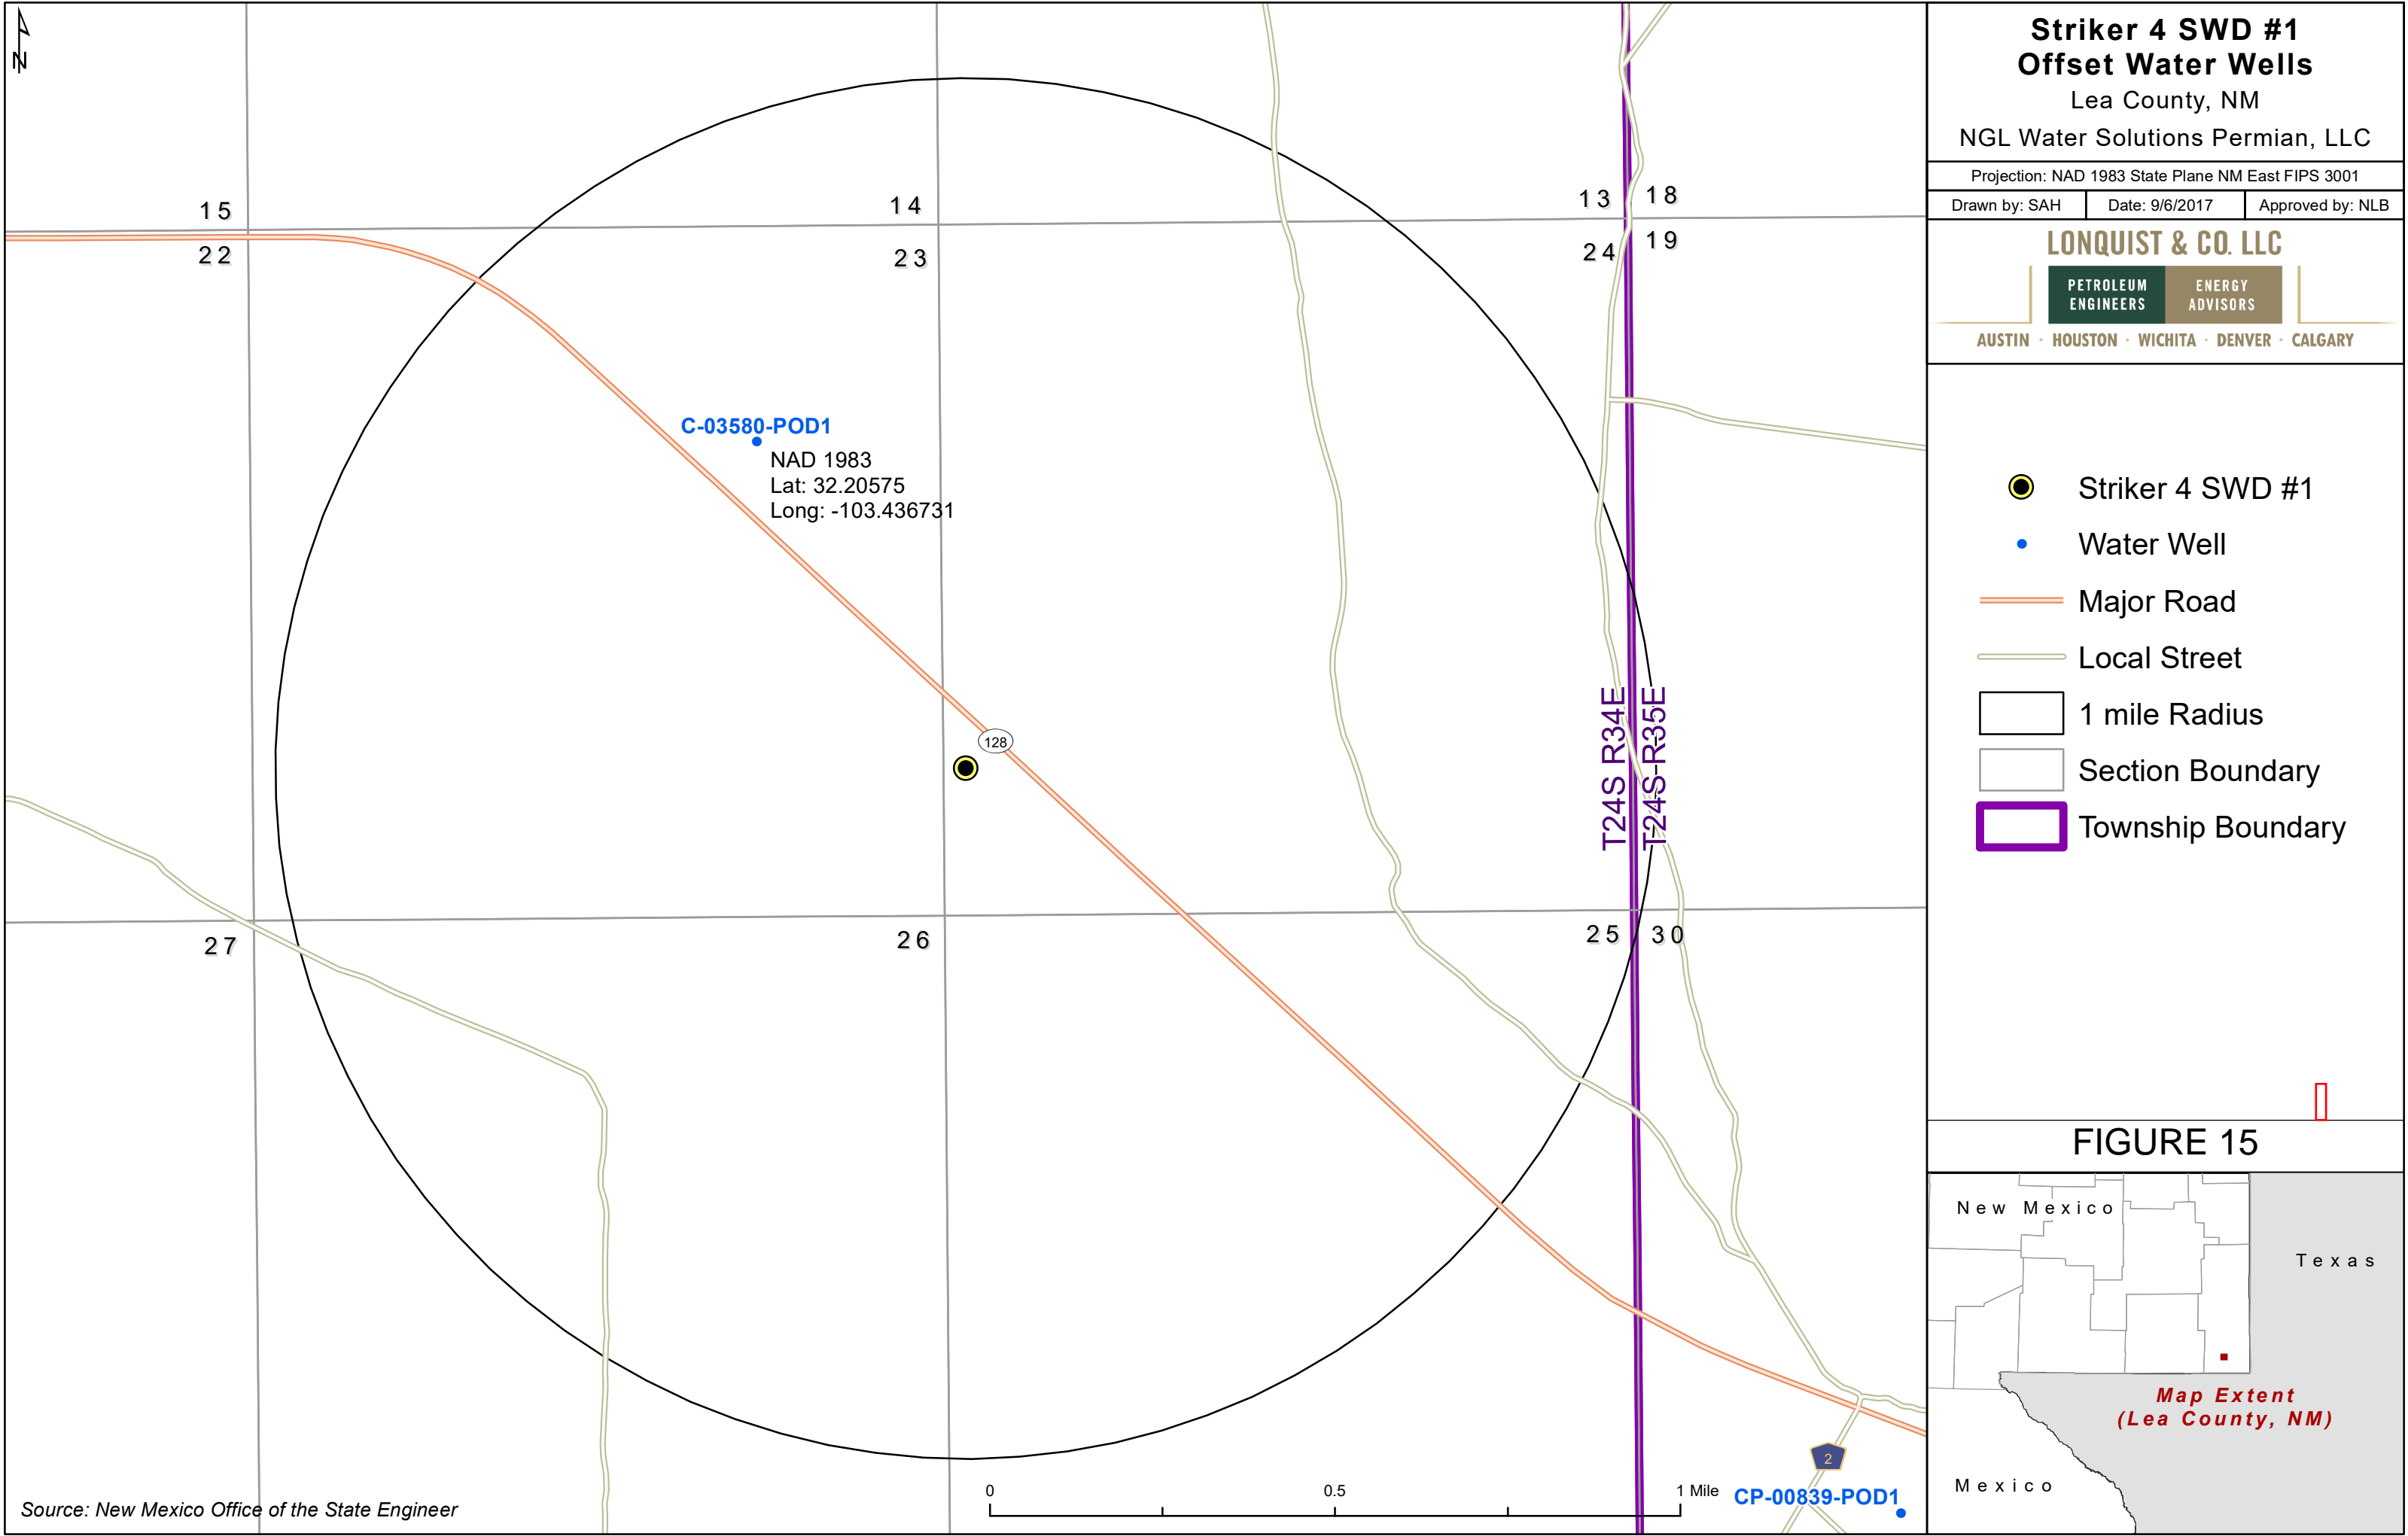 N
15
14
13
18
22
23
24
19
C-03580-POD1
NAD 1983
Lat: 32.20575
Long: -103.436731
128
T24S R34E
T24S R35E
27
26
25
30
2
CP-00839-POD1
0
0.5
1 Mile
Source: New Mexico Office of the State Engineer
Striker 4 SWD #1
Offset Water Wells
Lea County, NM
NGL Water Solutions Permian, LLC
Projection: NAD 1983 State Plane NM East FIPS 3001
Drawn by: SAH
Date: 9/6/2017
Approved by: NLB
LONQUIST & CO. LLC
PETROLEUM
ENGINEERS
ENERGY
ADVISORS
AUSTIN · HOUSTON · WICHITA · DENVER · CALGARY
Striker 4 SWD #1
Water Well
Major Road
Local Street
1 mile Radius
Section Boundary
Township Boundary
FIGURE 15
New Mexico
Texas
Map Extent
(Lea County, NM)
Mexico